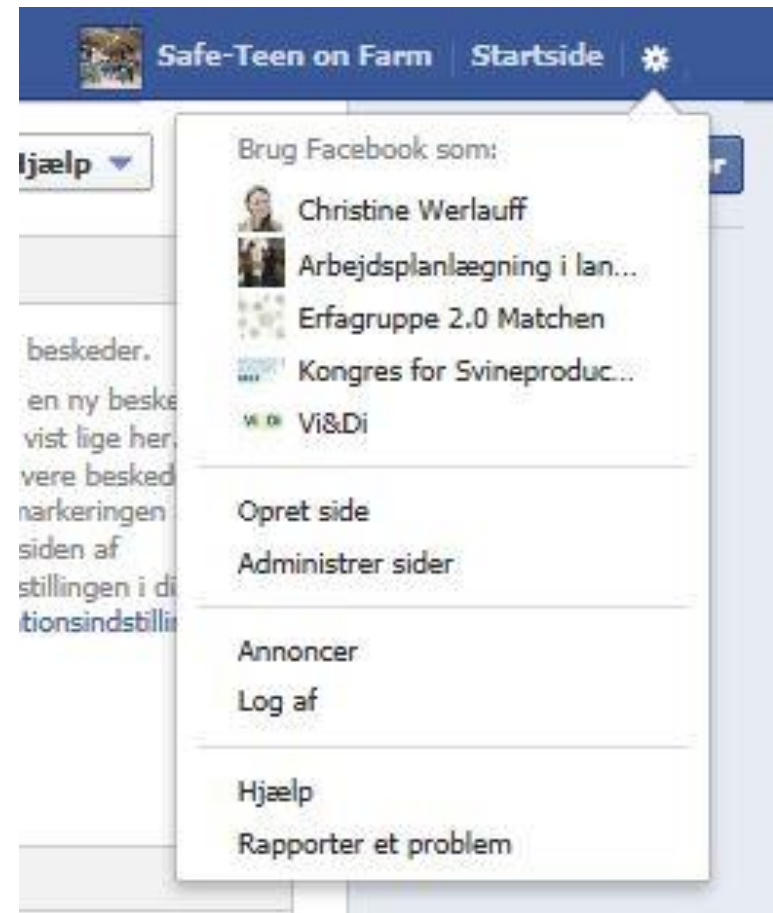 Safe-Teen on Farm
Startside
Brug Facebook som:
Christine Werlauff
Arbejdsplanlægning i lan...
Erfagruppe 2.0 Matchen
Kongres for Svineproduc...
Vi&Di
Opret side
Administrer sider
Annoncer
Log af
Hjælp
Rapporter et problem
jælp
r
beskeder.
en ny beske
vist lige her.
vere besked
narkeringen
siden af
stillingen i di
tionsindstilli